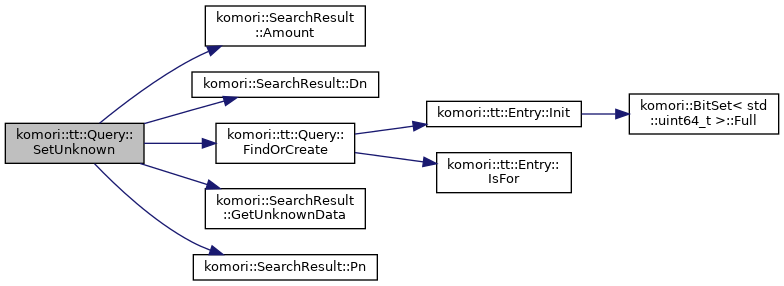 komori::SearchResult
::Amount
komori::SearchResult::Dn
komori::tt::Query::
SetUnknown
komori::tt::Query::
FindOrCreate
komori::tt::Entry::Init
komori::BitSet< std
::uint64_t >::Full
komori::tt::Entry::
IsFor
komori::SearchResult
::GetUnknownData
komori::SearchResult::Pn